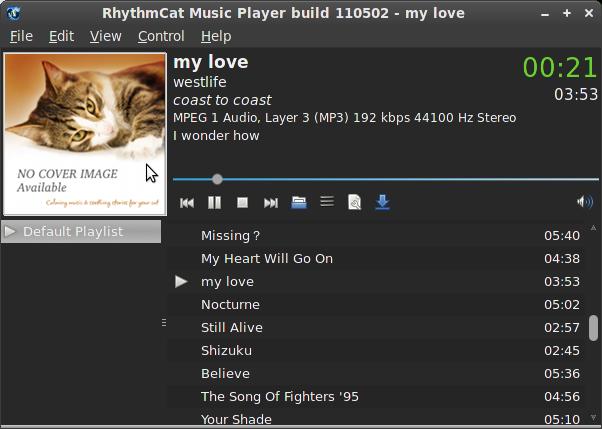 RhythmCat Music Player build 110502 - my love
File Edit View Control Help
my love
00:21
westlife
03:53
coast to coast
MPEG 1 Audio, Layer 3 (MP3) 192 kbps 44100 Hz Stereo
I wonder how
NO COVER IMAGE
Available
Calming music & soothing stories for your cat
Default Playlist
Missing？ 05:40
My Heart Will Go On 04:38
my love 03:53
Nocturne 05:02
Still Alive 02:57
Shizuku 02:45
Believe 05:36
The Song Of Fighters '95 04:56
Your Shade 05:10